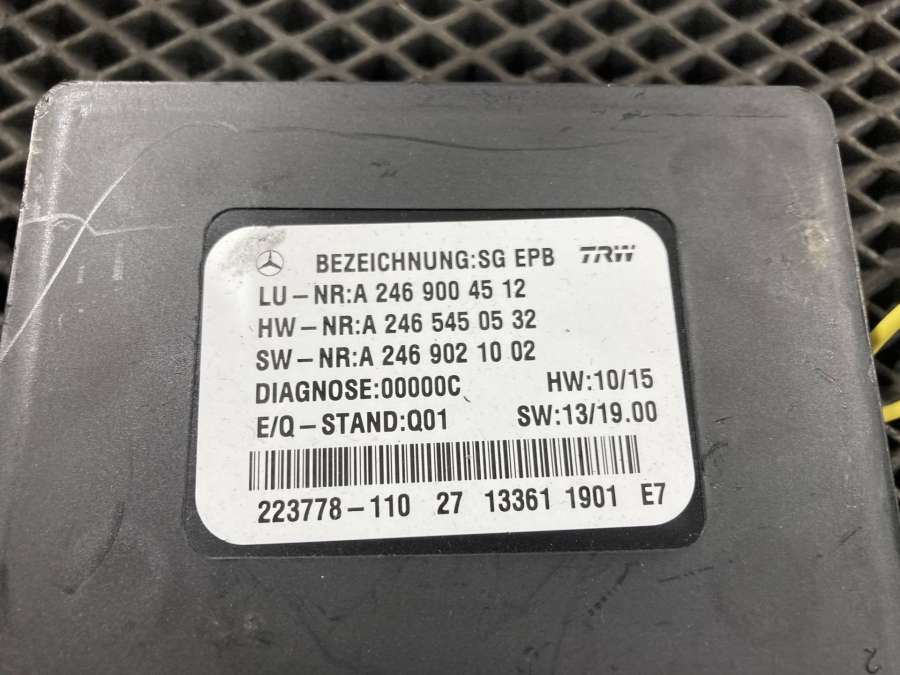 BEZEICHNUNG:SG EPB TRW
LU-NR:A 246 900 45 12
HW-NR:A 246 545 05 32
SW-NR:A 246 902 10 02
DIAGNOSE:00000C HW:10/15
E/Q-STAND:Q01 SW:13/19.00
223778-110 27 13361 1901 E7
2